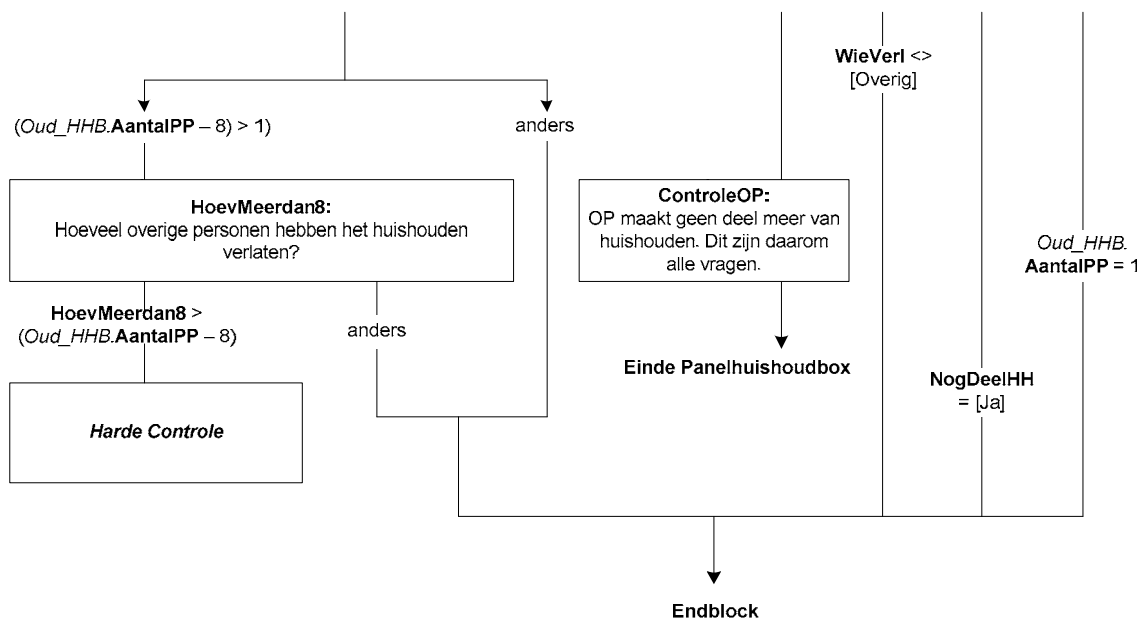 WieVerl <>
[Overig]
(Oud_HHB.AantalPP – 8) > 1)
anders
HoevMeerdan8:
Hoeveel overige personen hebben het huishouden
verlaten?
ControleOP:
OP maakt geen deel meer van
huishouden. Dit zijn daarom
alle vragen.
Oud_HHB.
AantalPP = 1
HoevMeerdan8 >
(Oud_HHB.AantalPP – 8)
anders
Einde Panelhuishoudbox
NogDeelHH
= [Ja]
Harde Controle
Endblock